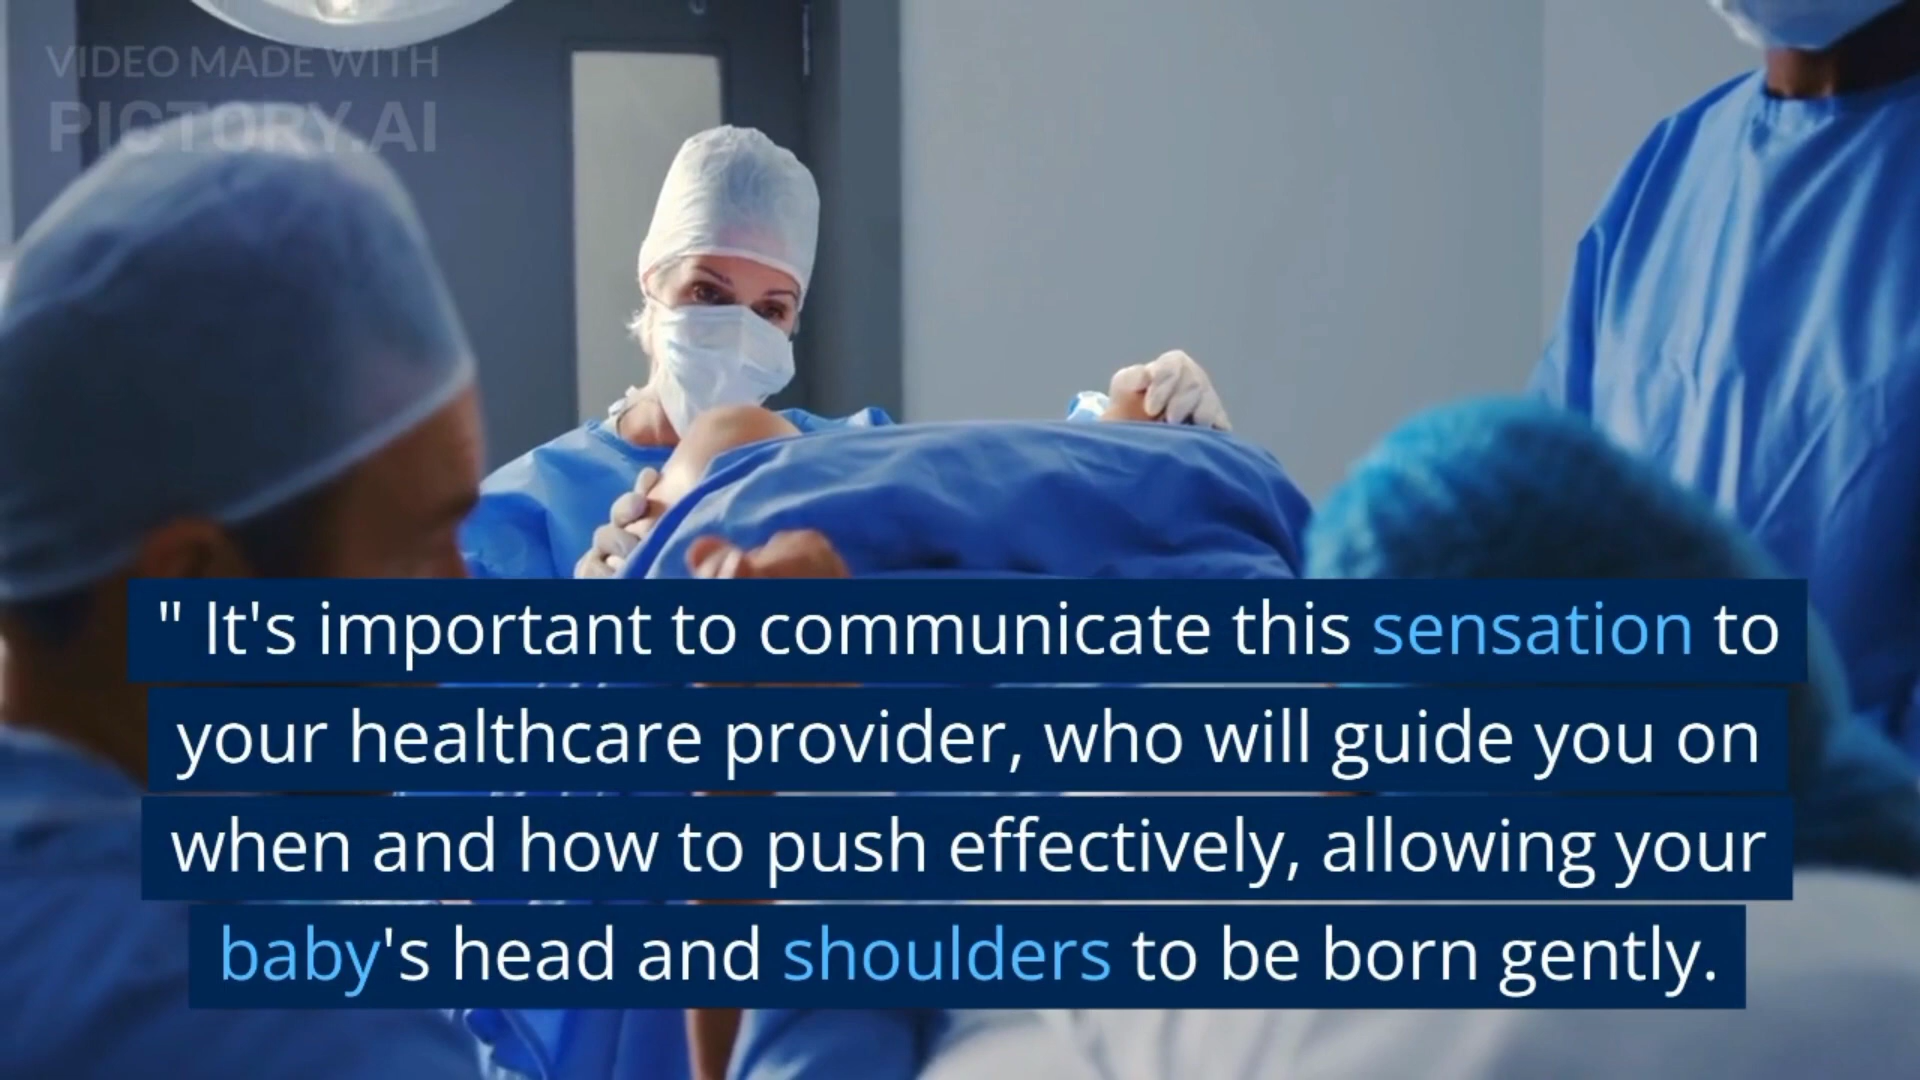 VIDEO MADE WITH
PICTORY.AI
" It's important to communicate this sensation to
your healthcare provider, who will guide you on
when and how to push effectively, allowing your
baby's head and shoulders to be born gently.